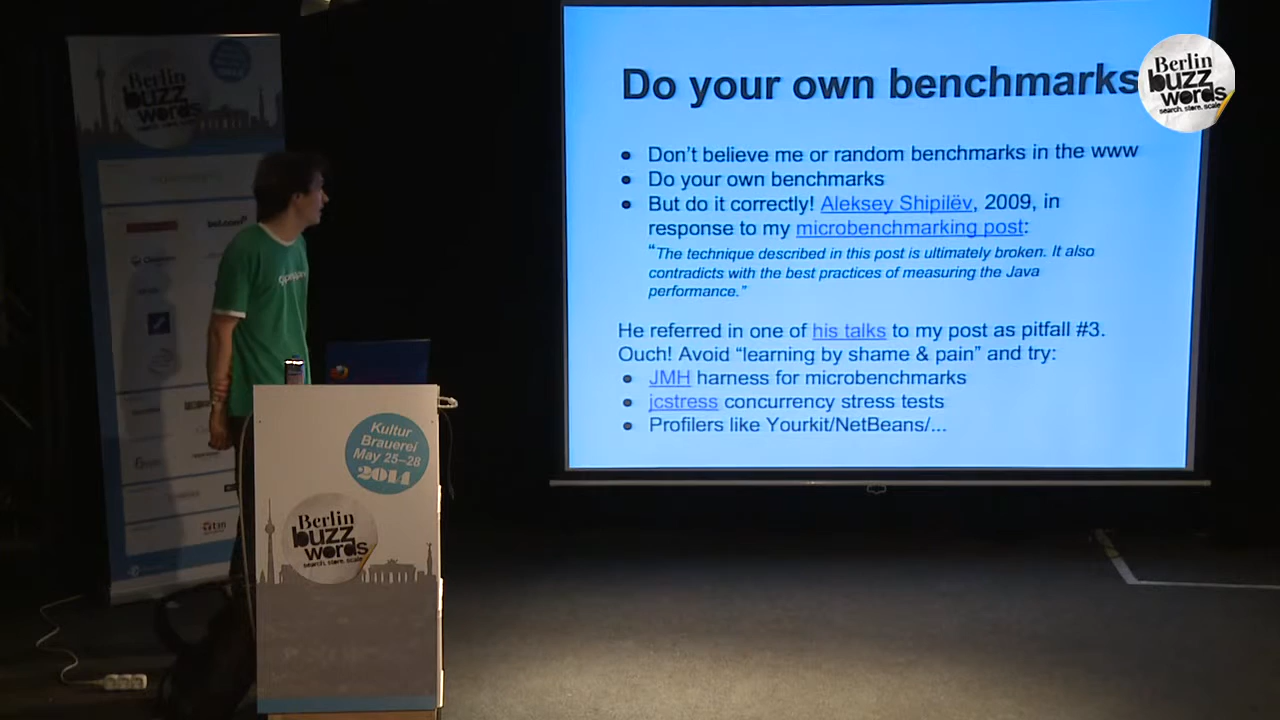 Do your own benchmarks
Berlin
buzz
words
search. store. scale
• Don't believe me or random benchmarks in the www
• Do your own benchmarks
• But do it correctly! Aleksey Shipilëv, 2009, in
response to my microbenchmarking post:
"The technique described in this post is ultimately broken. It also
contradicts with the best practices of measuring the Java
performance."
He referred in one of his talks to my post as pitfall #3.
Ouch! Avoid "learning by shame & pain" and try:
• JMH harness for microbenchmarks
• jcstress concurrency stress tests
• Profilers like Yourkit/NetBeans/...
Berlin
buzz
words
Kultur
Brauerei
May 25–28
2014
Berlin
buzz
words
search. store. scale